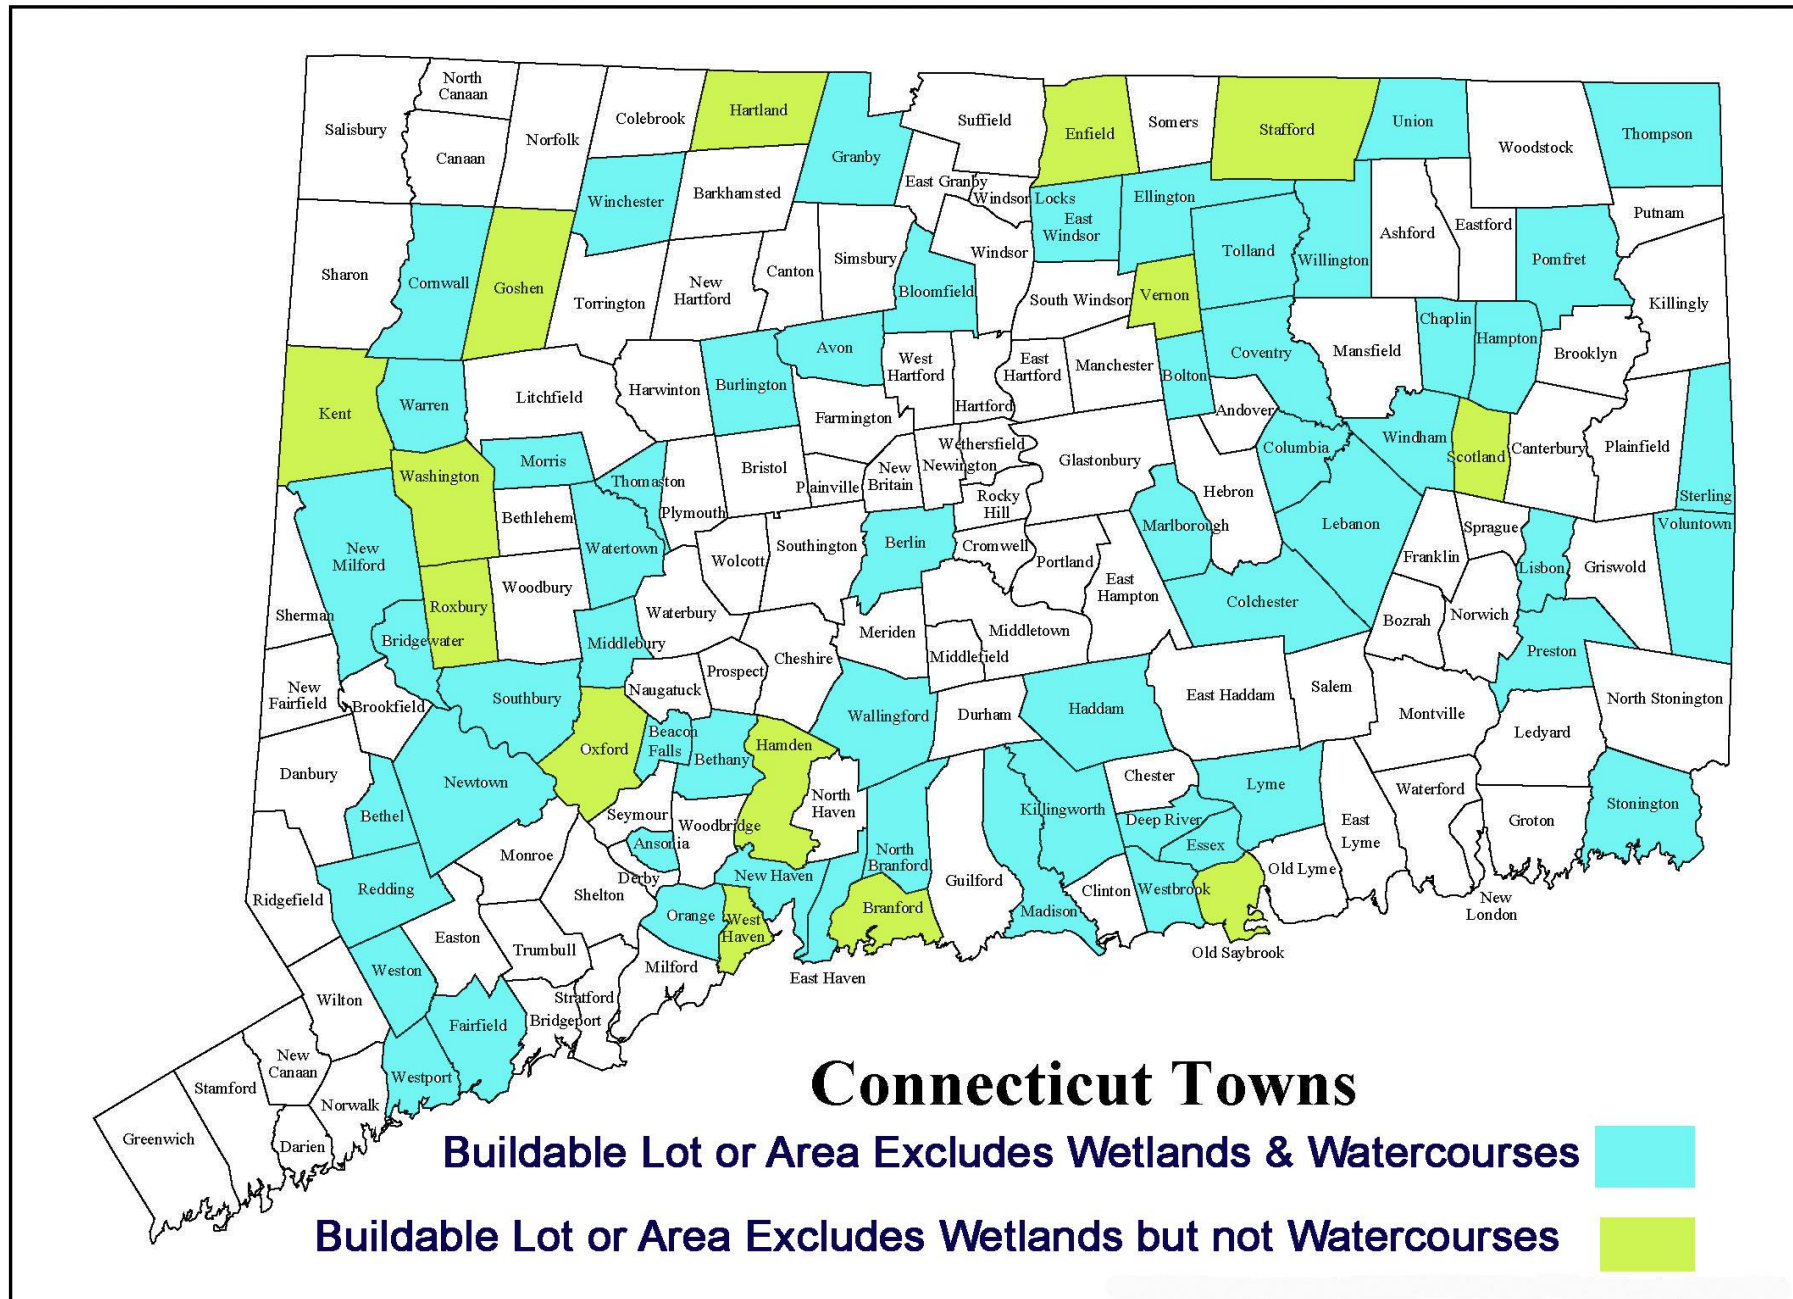 North
Canaan
Salisbury
Canaan
Norfolk
Colebrook
Hartland
Granby
Suffield
Enfield
Somers
Stafford
Union
Woodstock
Thompson
Winchester
Barkhamsted
East Granby
Windsor Locks
East
Windsor
Ellington
Putnam
Sharon
Cornwall
Goshen
Torrington
New
Hartford
Canton
Simsbury
Bloomfield
Windsor
South Windsor
Vernon
Tolland
Willington
Ashford
Eastford
Pomfret
Killingly
Kent
Warren
Litchfield
Harwinton
Burlington
Avon
Farmington
West
Hartford
Hartford
East
Hartford
Manchester
Bolton
Coventry
Andover
Mansfield
Chaplin
Hampton
Brooklyn
Washington
Morris
Bethlehem
Thomaston
Plymouth
Watertown
Bristol
Plainville
New
Britain
Newington
Wethersfield
Rocky
Hill
Glastonbury
Marlborough
Hebron
Columbia
Windham
Scotland
Canterbury
Plainfield
Sterling
Voluntown
New
Milford
Sherman
Bridgewater
Roxbury
Woodbury
Middlebury
Waterbury
Wolcott
Southington
Berlin
Cromwell
Portland
East
Hampton
Colchester
Lebanon
Franklin
Sprague
Lisbon
Griswold
Bozrah
Norwich
Preston
North Stonington
New
Fairfield
Brookfield
Southbury
Naugatuck
Prospect
Cheshire
Meriden
Middlefield
Middletown
Durham
Haddam
East Haddam
Salem
Montville
Ledyard
Danbury
Bethel
Newtown
Oxford
Beacon
Falls
Bethany
Hamden
Wallingford
North
Haven
Seymour
Woodbridge
Ansonia
Derby
New Haven
North
Branford
Killingworth
Chester
Deep River
Essex
Lyme
East
Lyme
Waterford
Groton
Stonington
Ridgefield
Redding
Monroe
Shelton
Orange
West
Haven
Branford
Guilford
Madison
Clinton
Westbrook
Old Lyme
New
London
Old Saybrook
East Haven
Weston
Easton
Trumbull
Milford
Stratford
Bridgeport
Wilton
Fairfield
Westport
New
Canaan
Stamford
Norwalk
Darien
Greenwich
Connecticut Towns
Buildable Lot or Area Excludes Wetlands & Watercourses
Buildable Lot or Area Excludes Wetlands but not Watercourses